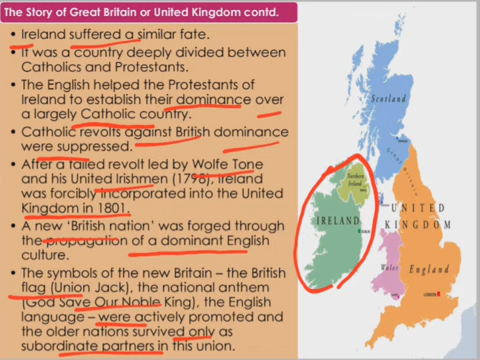 The Story of Great Britain or United Kingdom contd.
• Ireland suffered a similar fate.
• It was a country deeply divided between
Catholics and Protestants.
• The English helped the Protestants of
Ireland to establish their dominance over
a largely Catholic country.
• Catholic revolts against British dominance
were suppressed.
• After a failed revolt led by Wolfe Tone
and his United Irishmen (1798), Ireland
was forcibly incorporated into the United
Kingdom in 1801.
• A new ‘British nation’ was forged through
the propagation of a dominant English
culture.
• The symbols of the new Britain – the British
flag (Union Jack), the national anthem
(God Save Our Noble King), the English
language – were actively promoted and
the older nations survived only as
subordinate partners in this union.
Scotland
Great Britain
Northern
Ireland
IRELAND
UNITED
KINGDOM
Wales
England